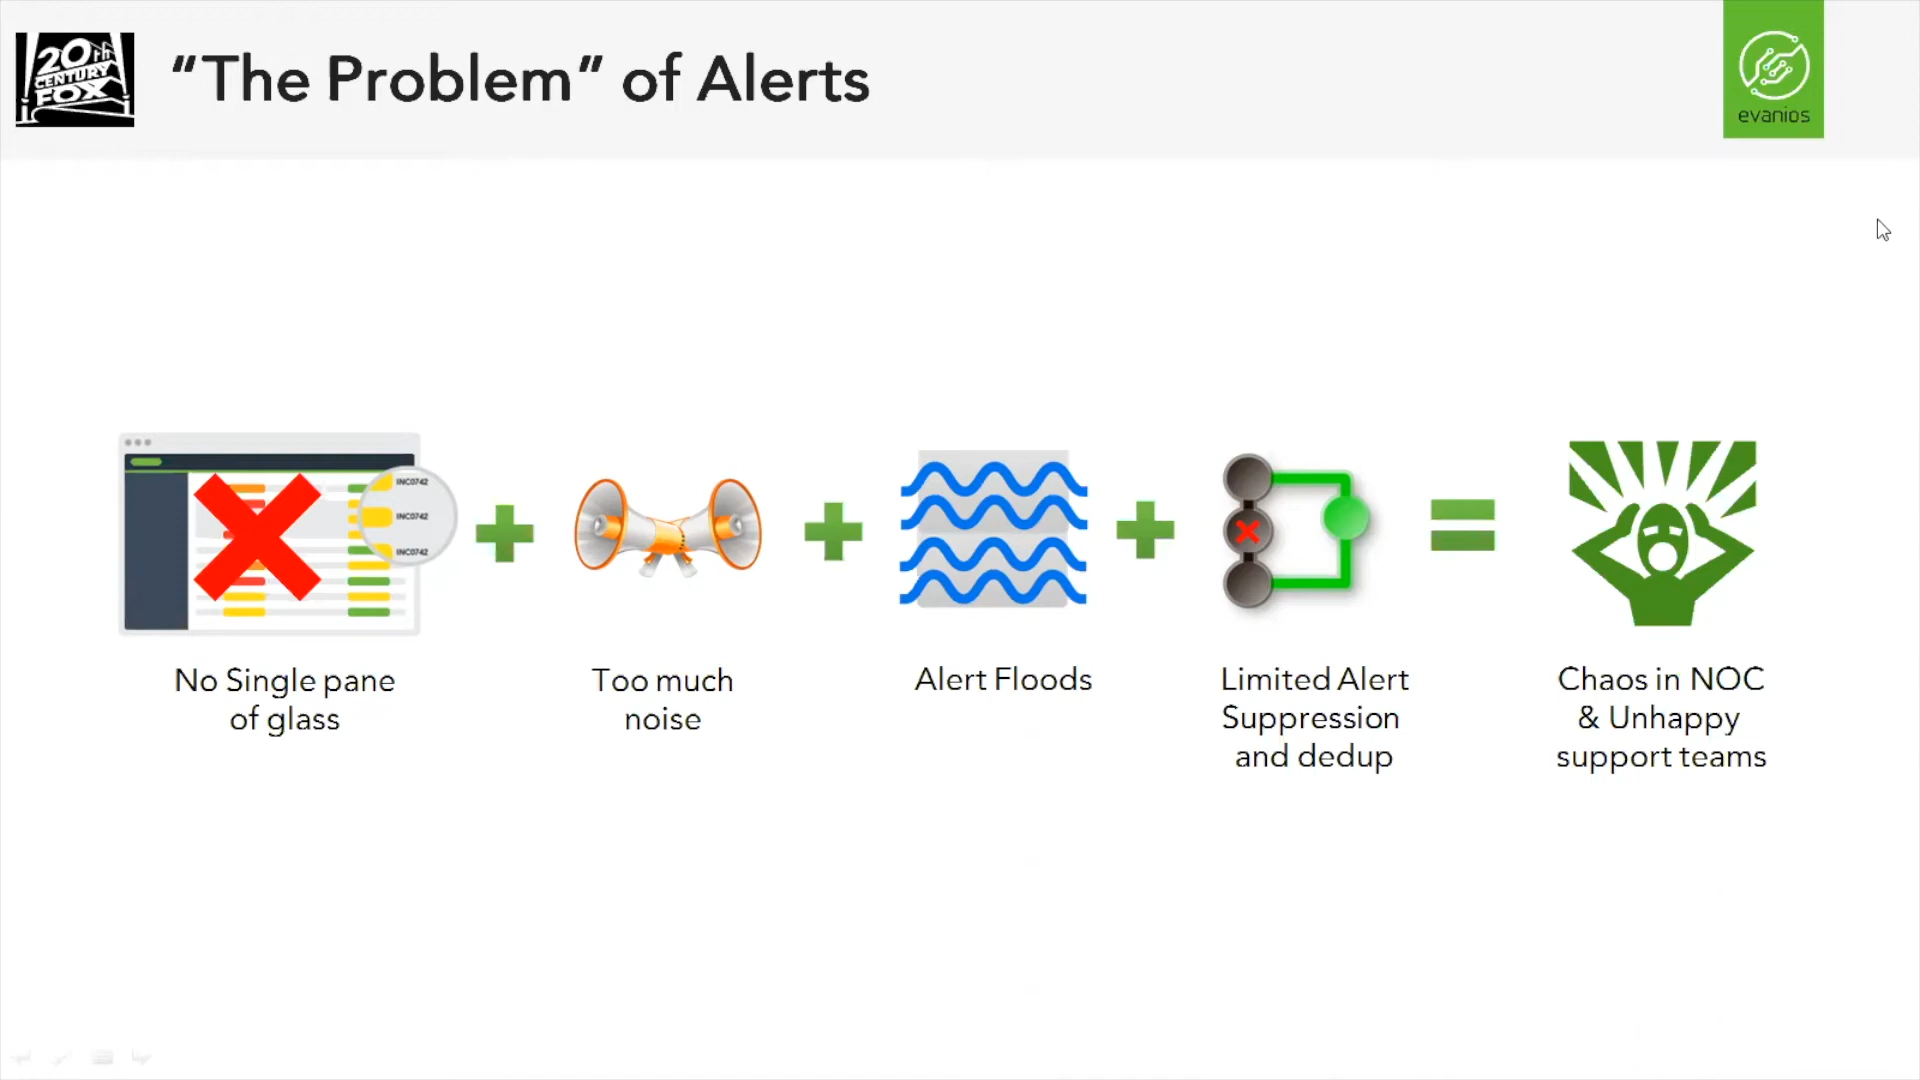 20th
CENTURY
FOX
“The Problem” of Alerts
evanios
INC0742
INC0742
INC0742
No Single pane
of glass
Too much
noise
Alert Floods
Limited Alert
Suppression
and dedup
Chaos in NOC
& Unhappy
support teams